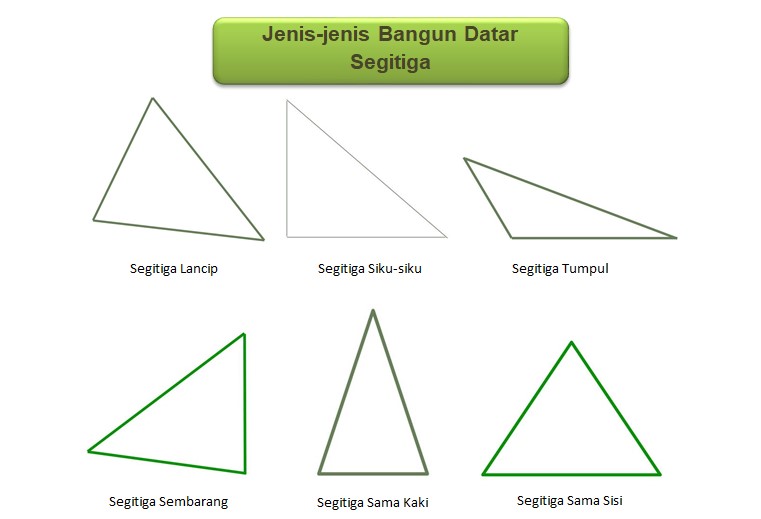 Jenis-jenis Bangun Datar
Segitiga
Segitiga Lancip
Segitiga Siku-siku
Segitiga Tumpul
Segitiga Sembarang
Segitiga Sama Kaki
Segitiga Sama Sisi